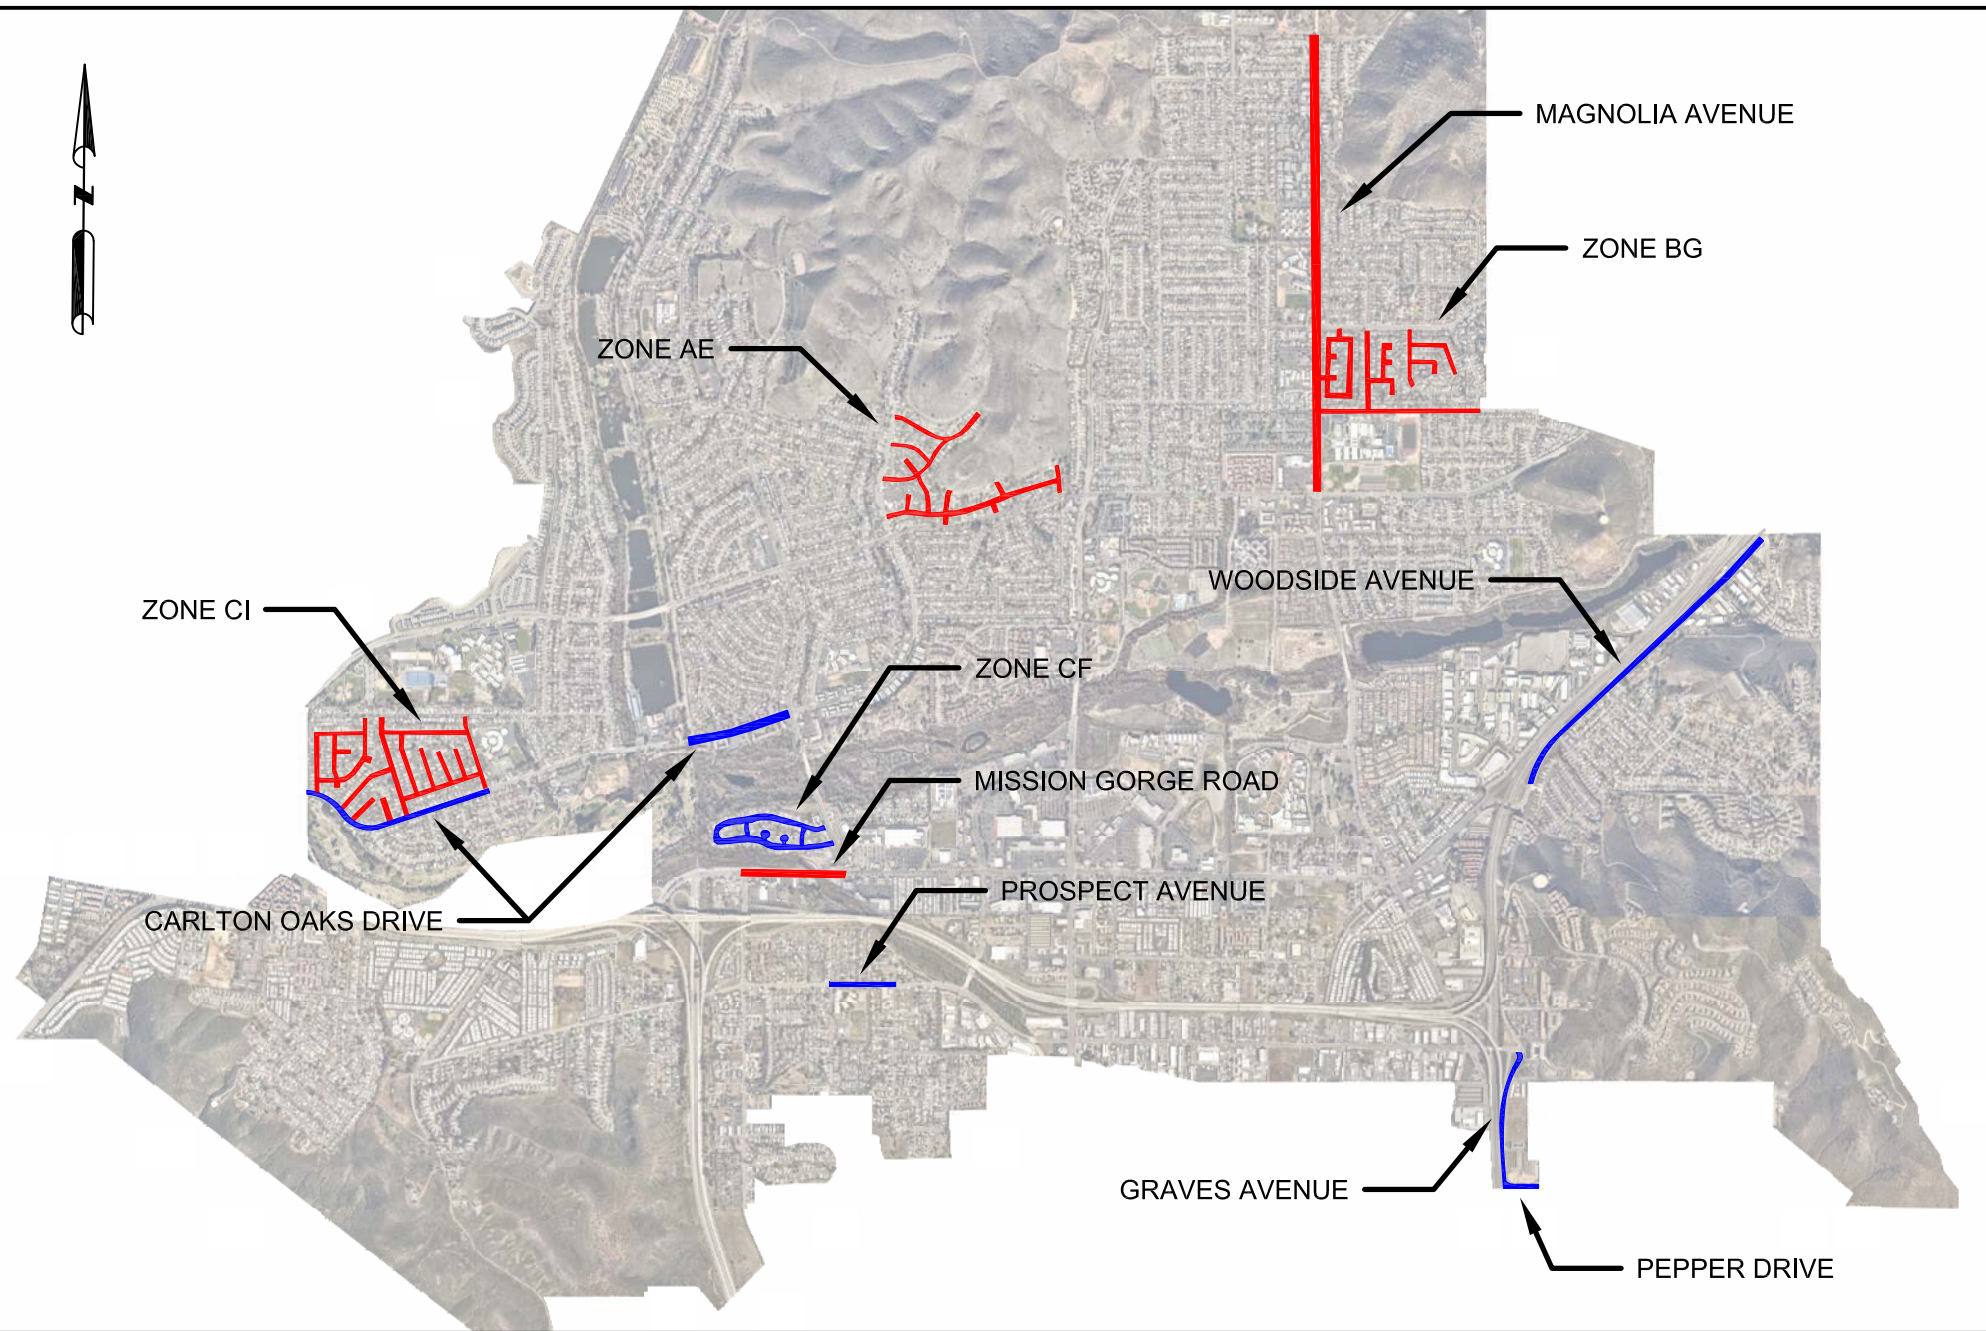 MAGNOLIA AVENUE
ZONE BG
ZONE AE
WOODSIDE AVENUE
ZONE CI
ZONE CF
MISSION GORGE ROAD
PROSPECT AVENUE
CARLTON OAKS DRIVE
GRAVES AVENUE
PEPPER DRIVE
N